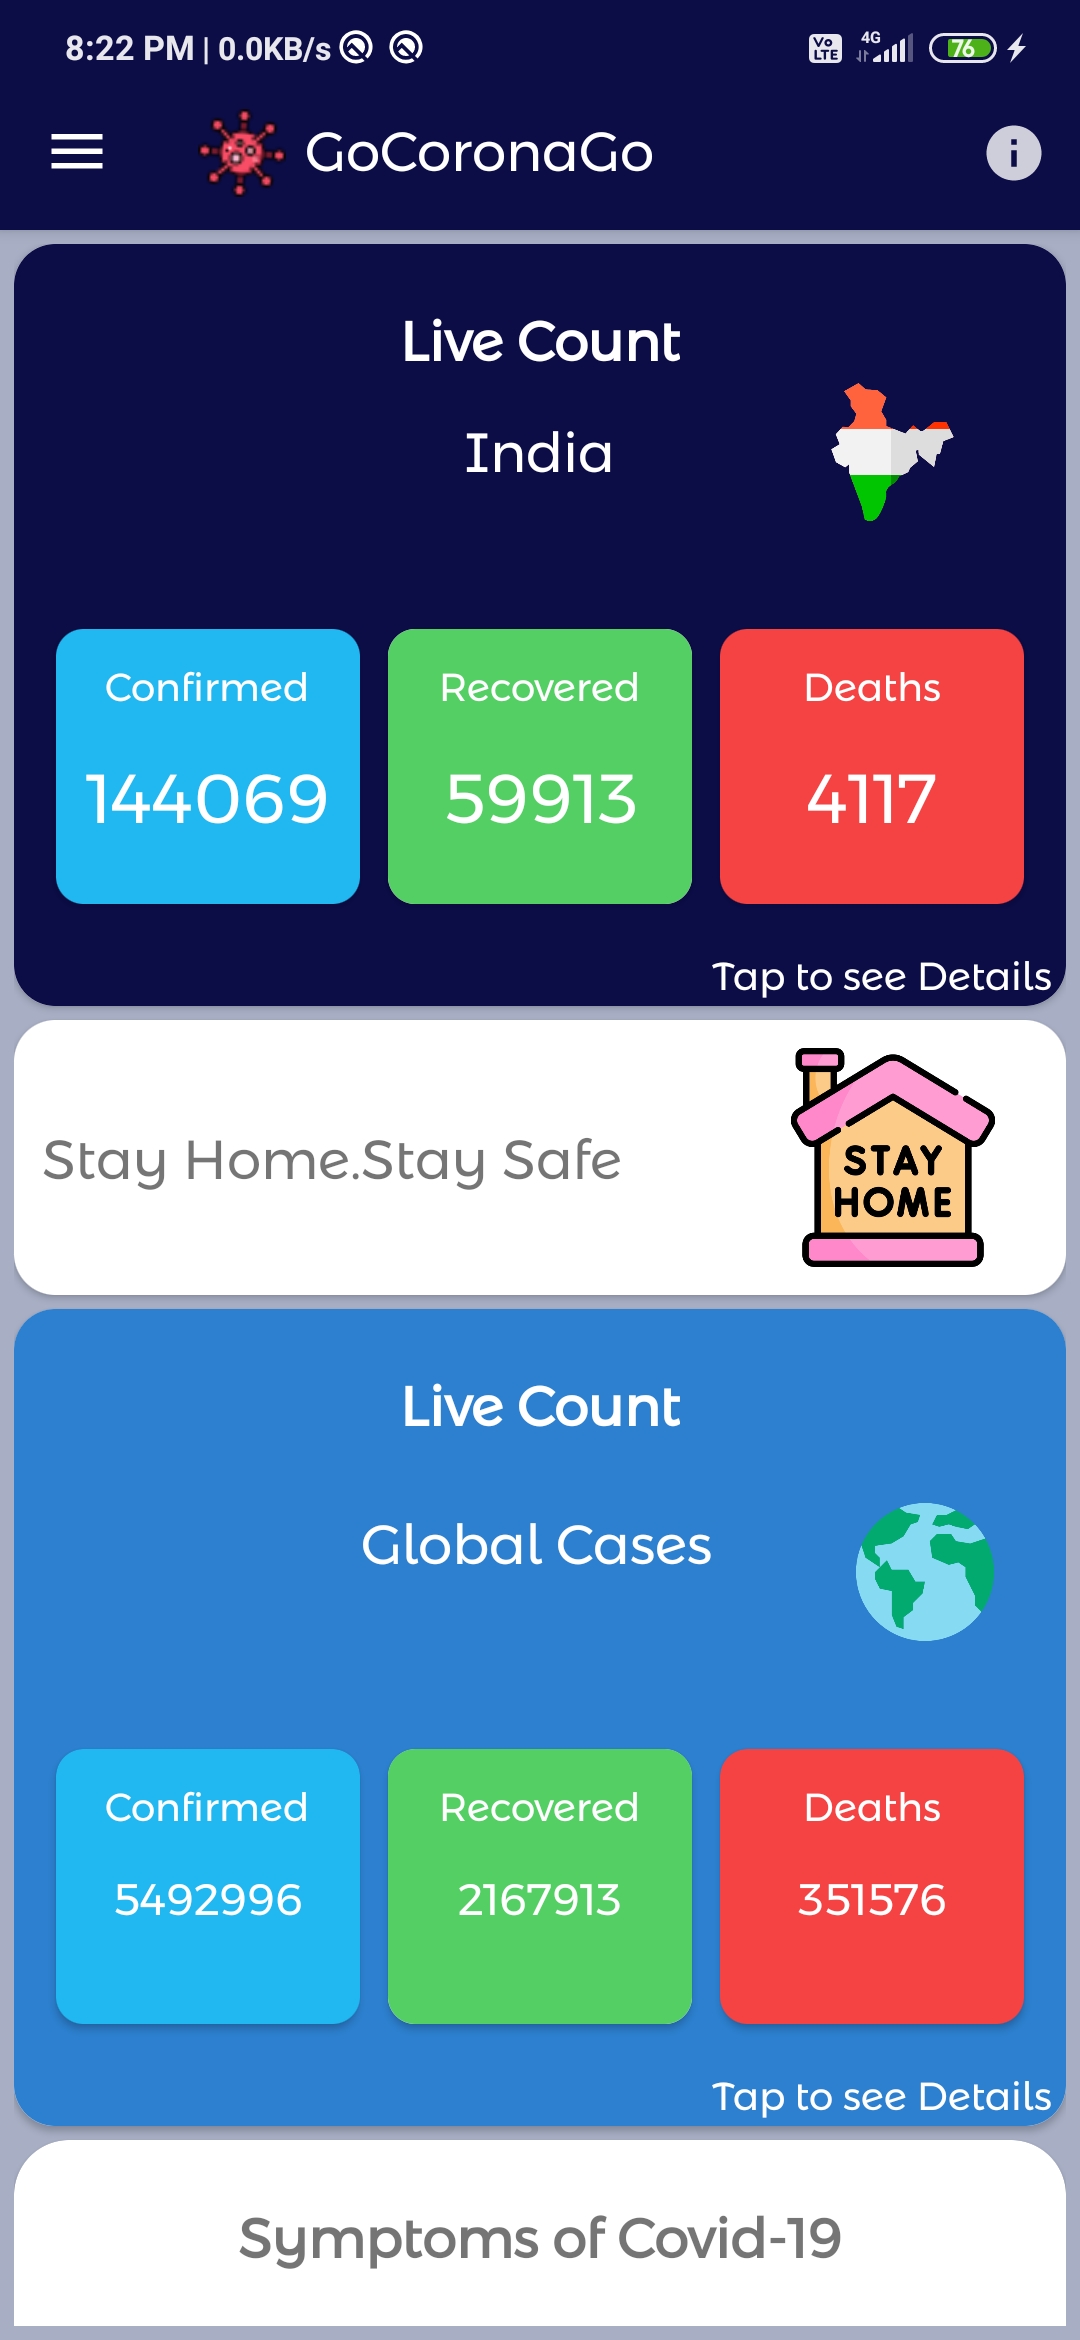 8:22 PM | 0.0KB/s
Vo LTE
4G
76
GoCoronaGo
i
Live Count
India
Confirmed Recovered Deaths
144069 59913 4117
Tap to see Details
Stay Home.Stay Safe
STAY
HOME
Live Count
Global Cases
Confirmed Recovered Deaths
5492996 2167913 351576
Tap to see Details
Symptoms of Covid-19